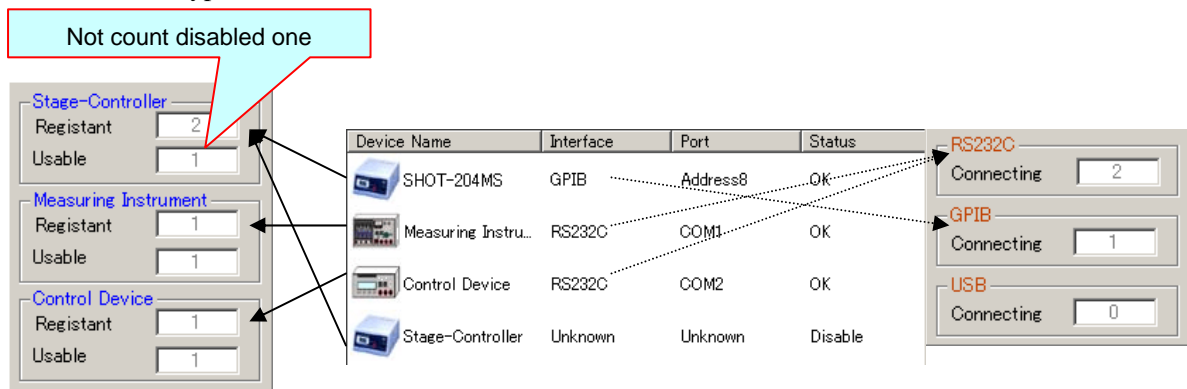 Not count disabled one
Stage-Controller
Registant 2
Usable 1
Measuring Instrument
Registant 1
Usable 1
Control Device
Registant 1
Usable 1
Device Name Interface Port Status
SHOT-204MS GPIB Address8 OK
Measuring Instru... RS232C COM1 OK
Control Device RS232C COM2 OK
Stage-Controller Unknown Unknown Disable
RS232C
Connecting 2
GPIB
Connecting 1
USB
Connecting 0